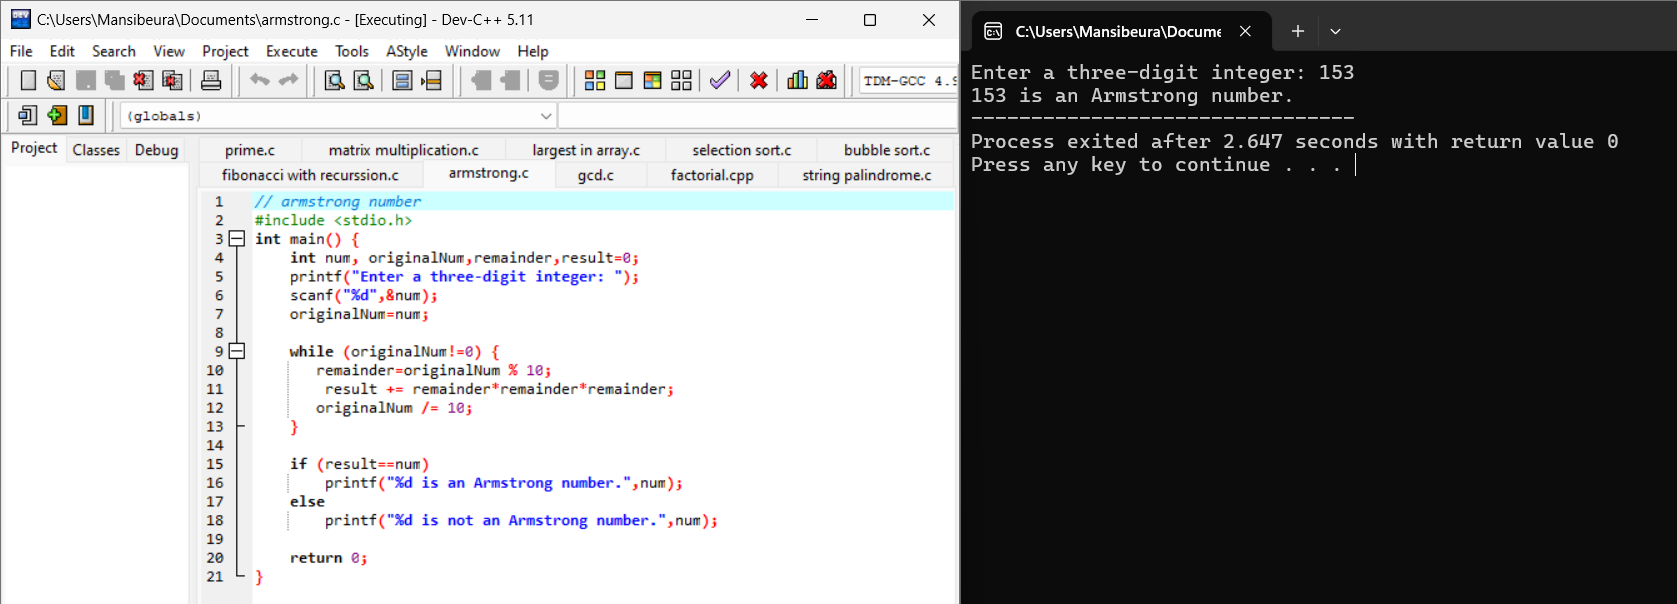 C:\Users\Mansibeura\Documents\armstrong.c - [Executing] - Dev-C++ 5.11
File Edit Search View Project Execute Tools AStyle Window Help
TDM-GCC 4.9
(globals)
Project Classes Debug
prime.c matrix multiplication.c largest in array.c selection sort.c bubble sort.c
fibonacci with recurssion.c armstrong.c gcd.c factorial.cpp string palindrome.c
1 // armstrong number
2 #include <stdio.h>
3 int main() {
4 int num, originalNum,remainder,result=0;
5 printf("Enter a three-digit integer: ");
6 scanf("%d",&num);
7 originalNum=num;
8
9 while (originalNum!=0) {
10 remainder=originalNum % 10;
11 result += remainder*remainder*remainder;
12 originalNum /= 10;
13 }
14
15 if (result==num)
16 printf("%d is an Armstrong number.",num);
17 else
18 printf("%d is not an Armstrong number.",num);
19
20 return 0;
21 }
C:\Users\Mansibeura\Docume
Enter a three-digit integer: 153
153 is an Armstrong number.
--------------------------------
Process exited after 2.647 seconds with return value 0
Press any key to continue . . .